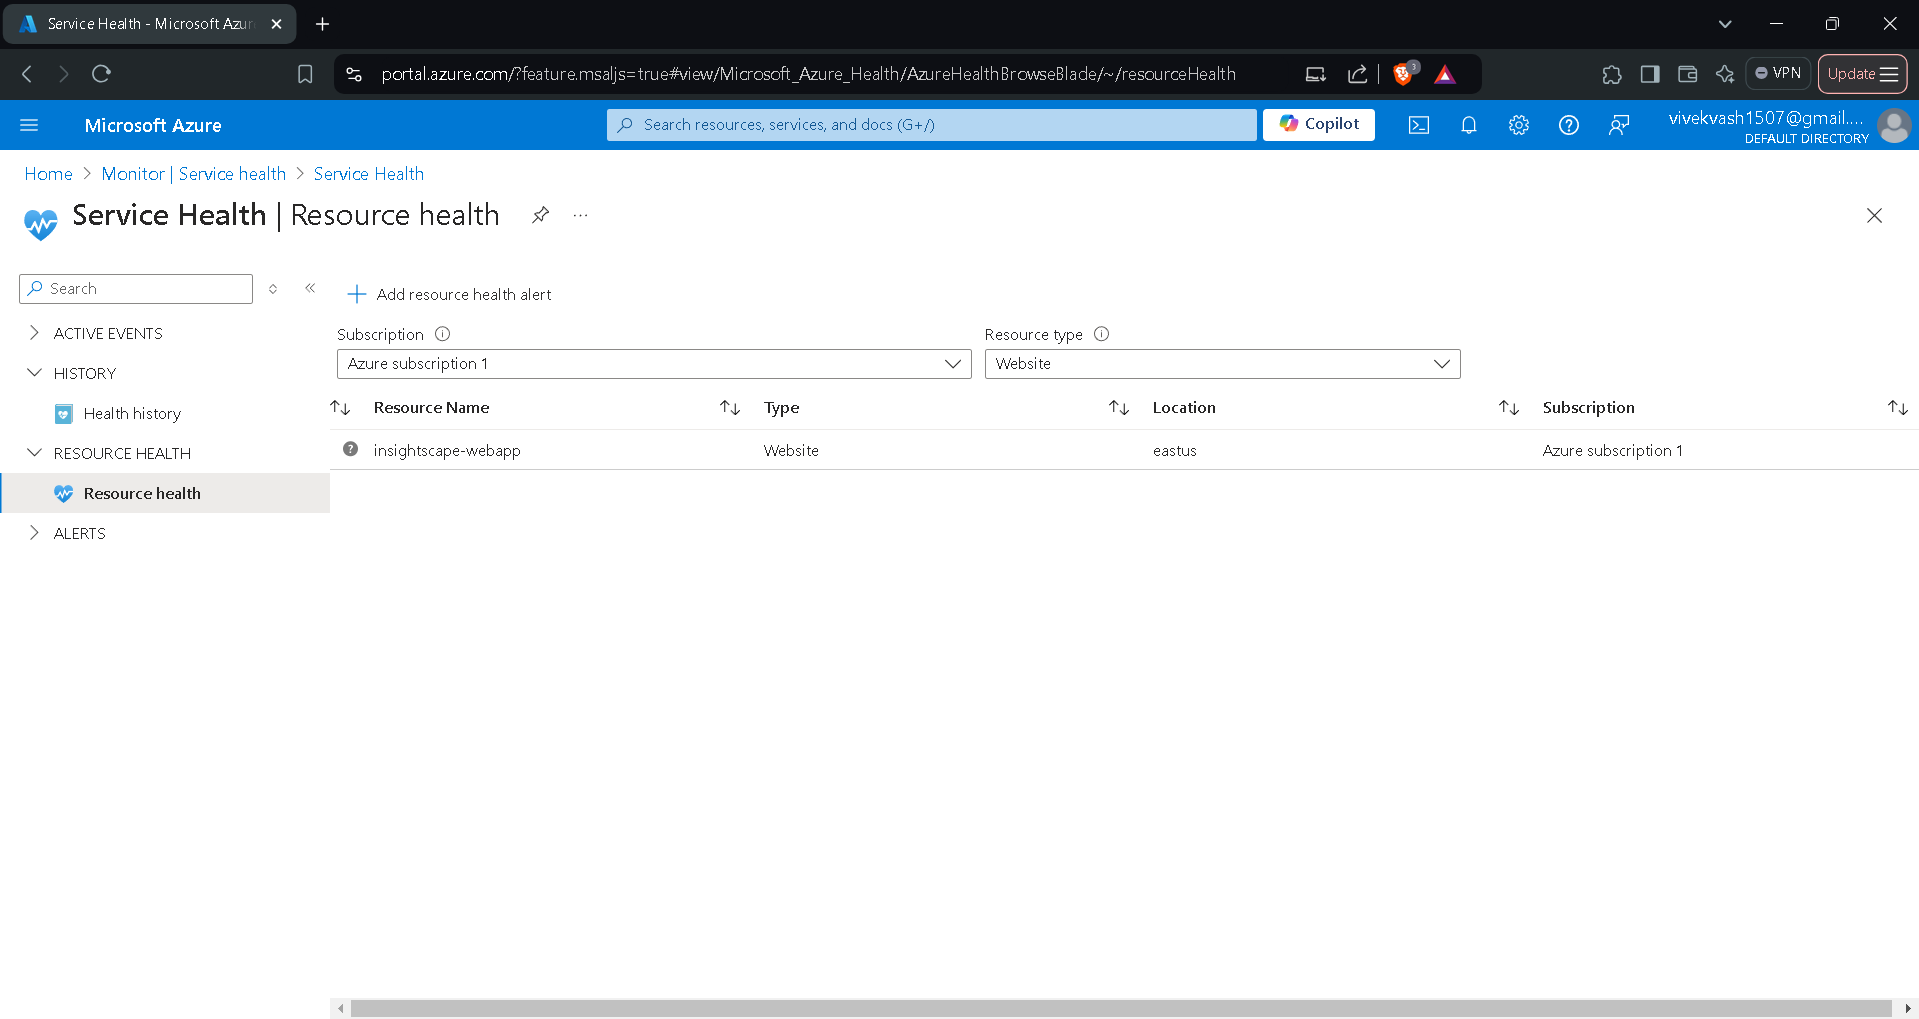 Service Health - Microsoft Azur
portal.azure.com/?feature.msaljs=true#view/Microsoft_Azure_Health/AzureHealthBrowseBlade/~/resourceHealth
3
VPN
Update
Microsoft Azure
Search resources, services, and docs (G+/)
Copilot
vivekvash1507@gmail....
DEFAULT DIRECTORY
Home > Monitor | Service health > Service Health
Service Health | Resource health
Search
Add resource health alert
ACTIVE EVENTS
HISTORY
Health history
RESOURCE HEALTH
Resource health
ALERTS
Subscription
Resource type
Azure subscription 1
Website
Resource Name Type Location Subscription
insightscape-webapp Website eastus Azure subscription 1